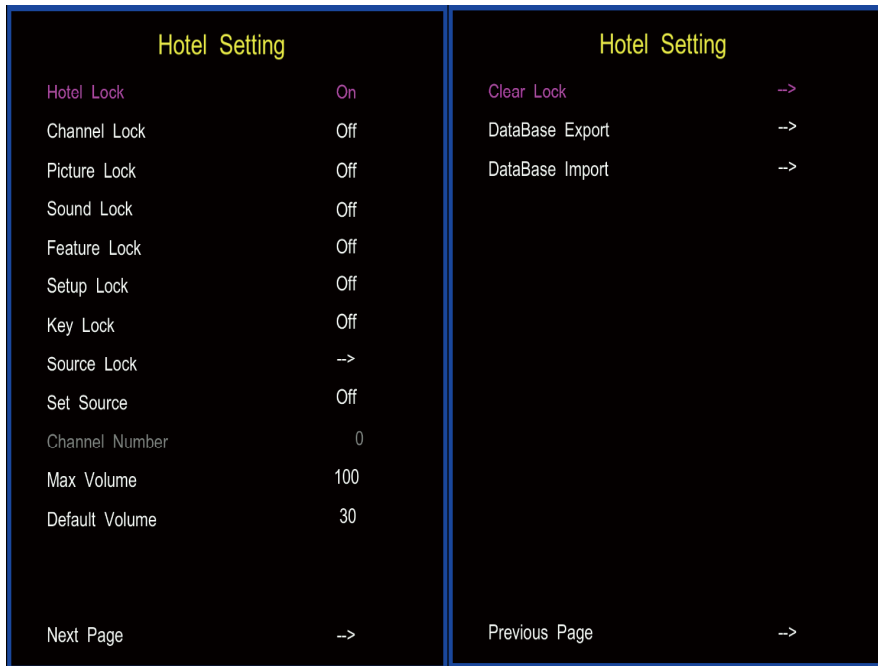 Hotel Setting
Hotel Lock On
Channel Lock Off
Picture Lock Off
Sound Lock Off
Feature Lock Off
Setup Lock Off
Key Lock Off
Source Lock -->
Set Source Off
Channel Number 0
Max Volume 100
Default Volume 30
Next Page -->
Hotel Setting
Clear Lock -->
DataBase Export -->
DataBase Import -->
Previous Page -->